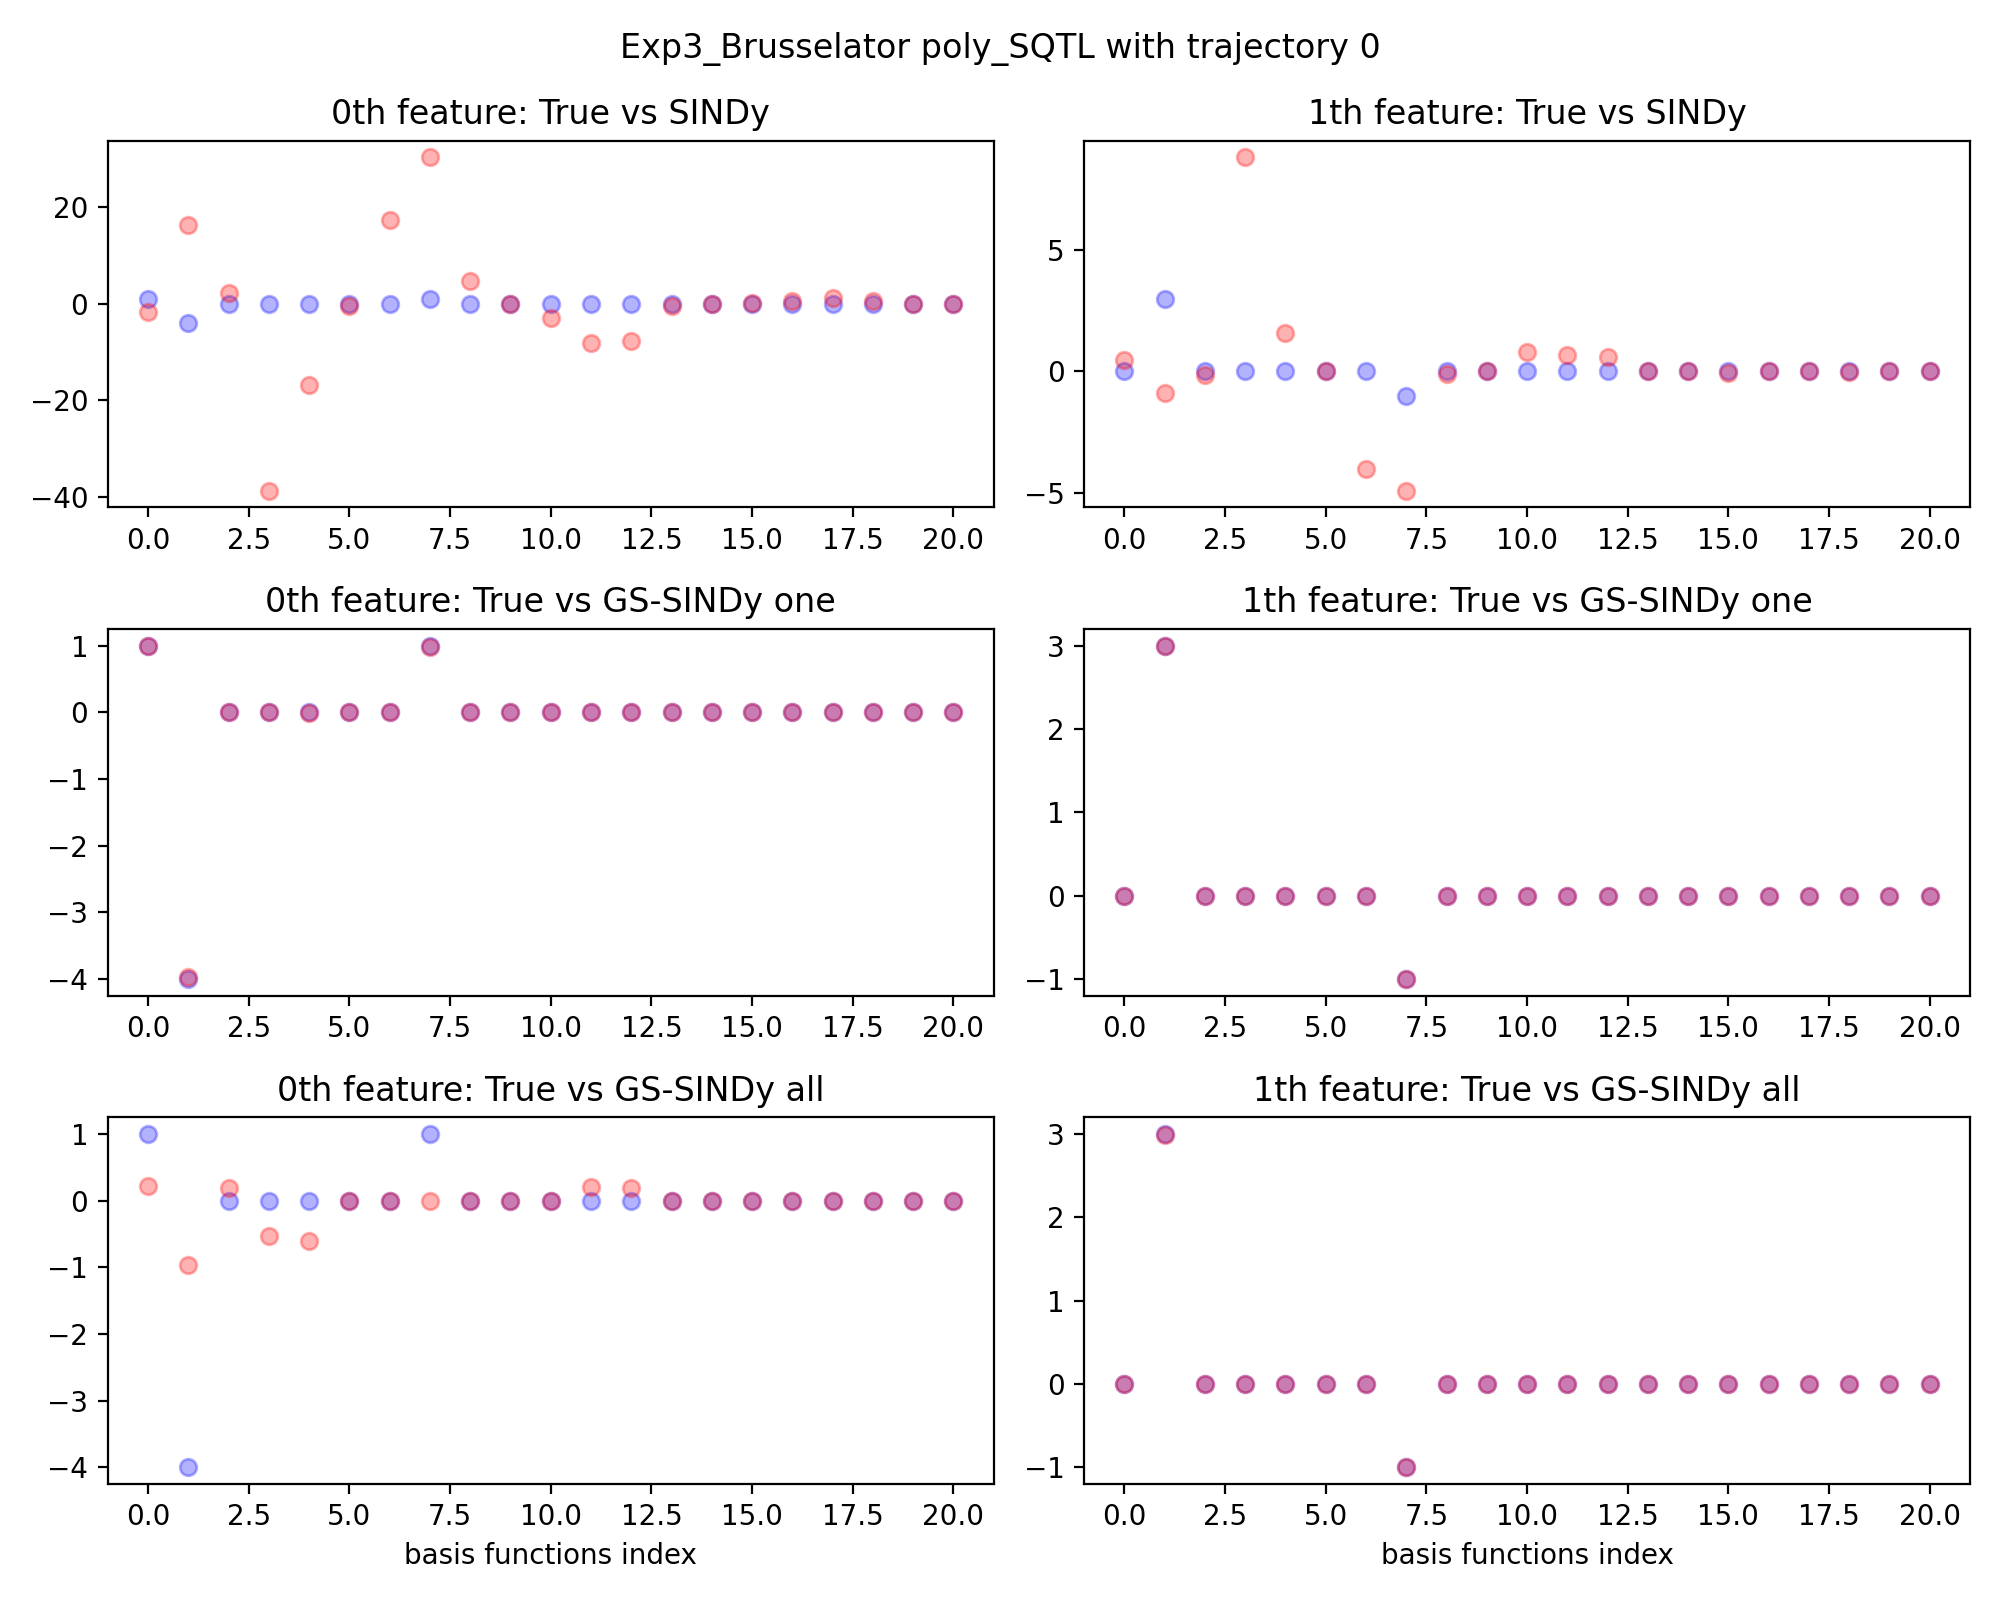 Exp3_Brusselator poly_SQTL with trajectory 0
0th feature: True vs SINDy
20
0
−20
−40
0.0 2.5 5.0 7.5 10.0 12.5 15.0 17.5 20.0
1th feature: True vs SINDy
5
0
−5
0.0 2.5 5.0 7.5 10.0 12.5 15.0 17.5 20.0
0th feature: True vs GS-SINDy one
1
0
−1
−2
−3
−4
0.0 2.5 5.0 7.5 10.0 12.5 15.0 17.5 20.0
1th feature: True vs GS-SINDy one
3
2
1
0
−1
0.0 2.5 5.0 7.5 10.0 12.5 15.0 17.5 20.0
0th feature: True vs GS-SINDy all
1
0
−1
−2
−3
−4
0.0 2.5 5.0 7.5 10.0 12.5 15.0 17.5 20.0
basis functions index
1th feature: True vs GS-SINDy all
3
2
1
0
−1
0.0 2.5 5.0 7.5 10.0 12.5 15.0 17.5 20.0
basis functions index